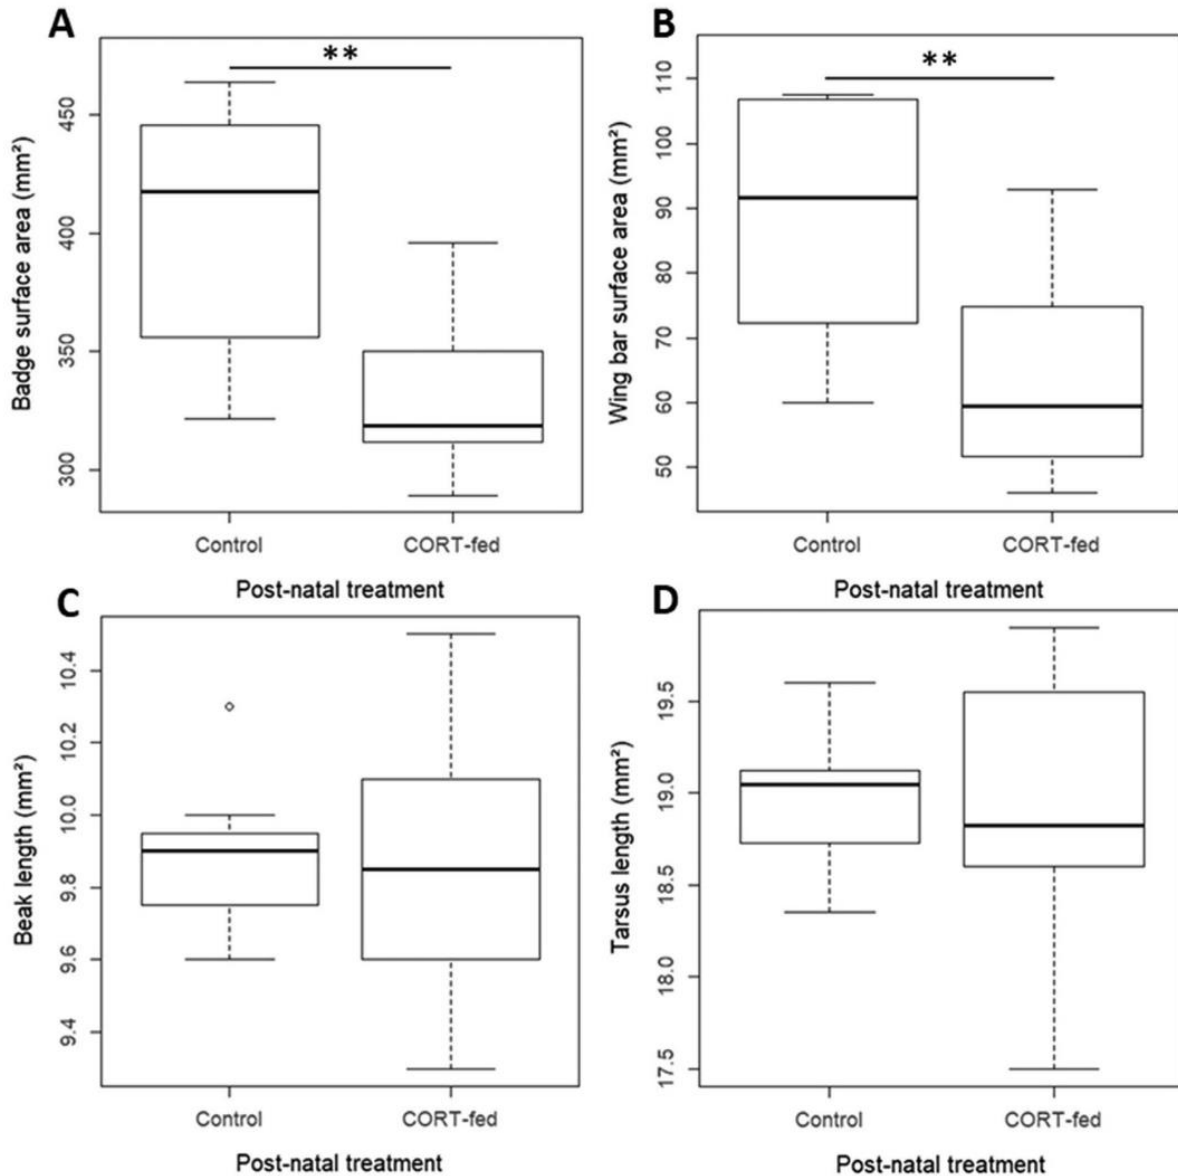 A
**
Badge surface area (mm²)
450
400
350
300
Control CORT-fed
Post-natal treatment
B
**
Wing bar surface area (mm²)
110
100
90
80
70
60
50
Control CORT-fed
Post-natal treatment
C
Beak length (mm²)
10.4
10.2
10.0
9.8
9.6
9.4
Control CORT-fed
Post-natal treatment
D
Tarsus length (mm²)
19.5
19.0
18.5
18.0
17.5
Control CORT-fed
Post-natal treatment